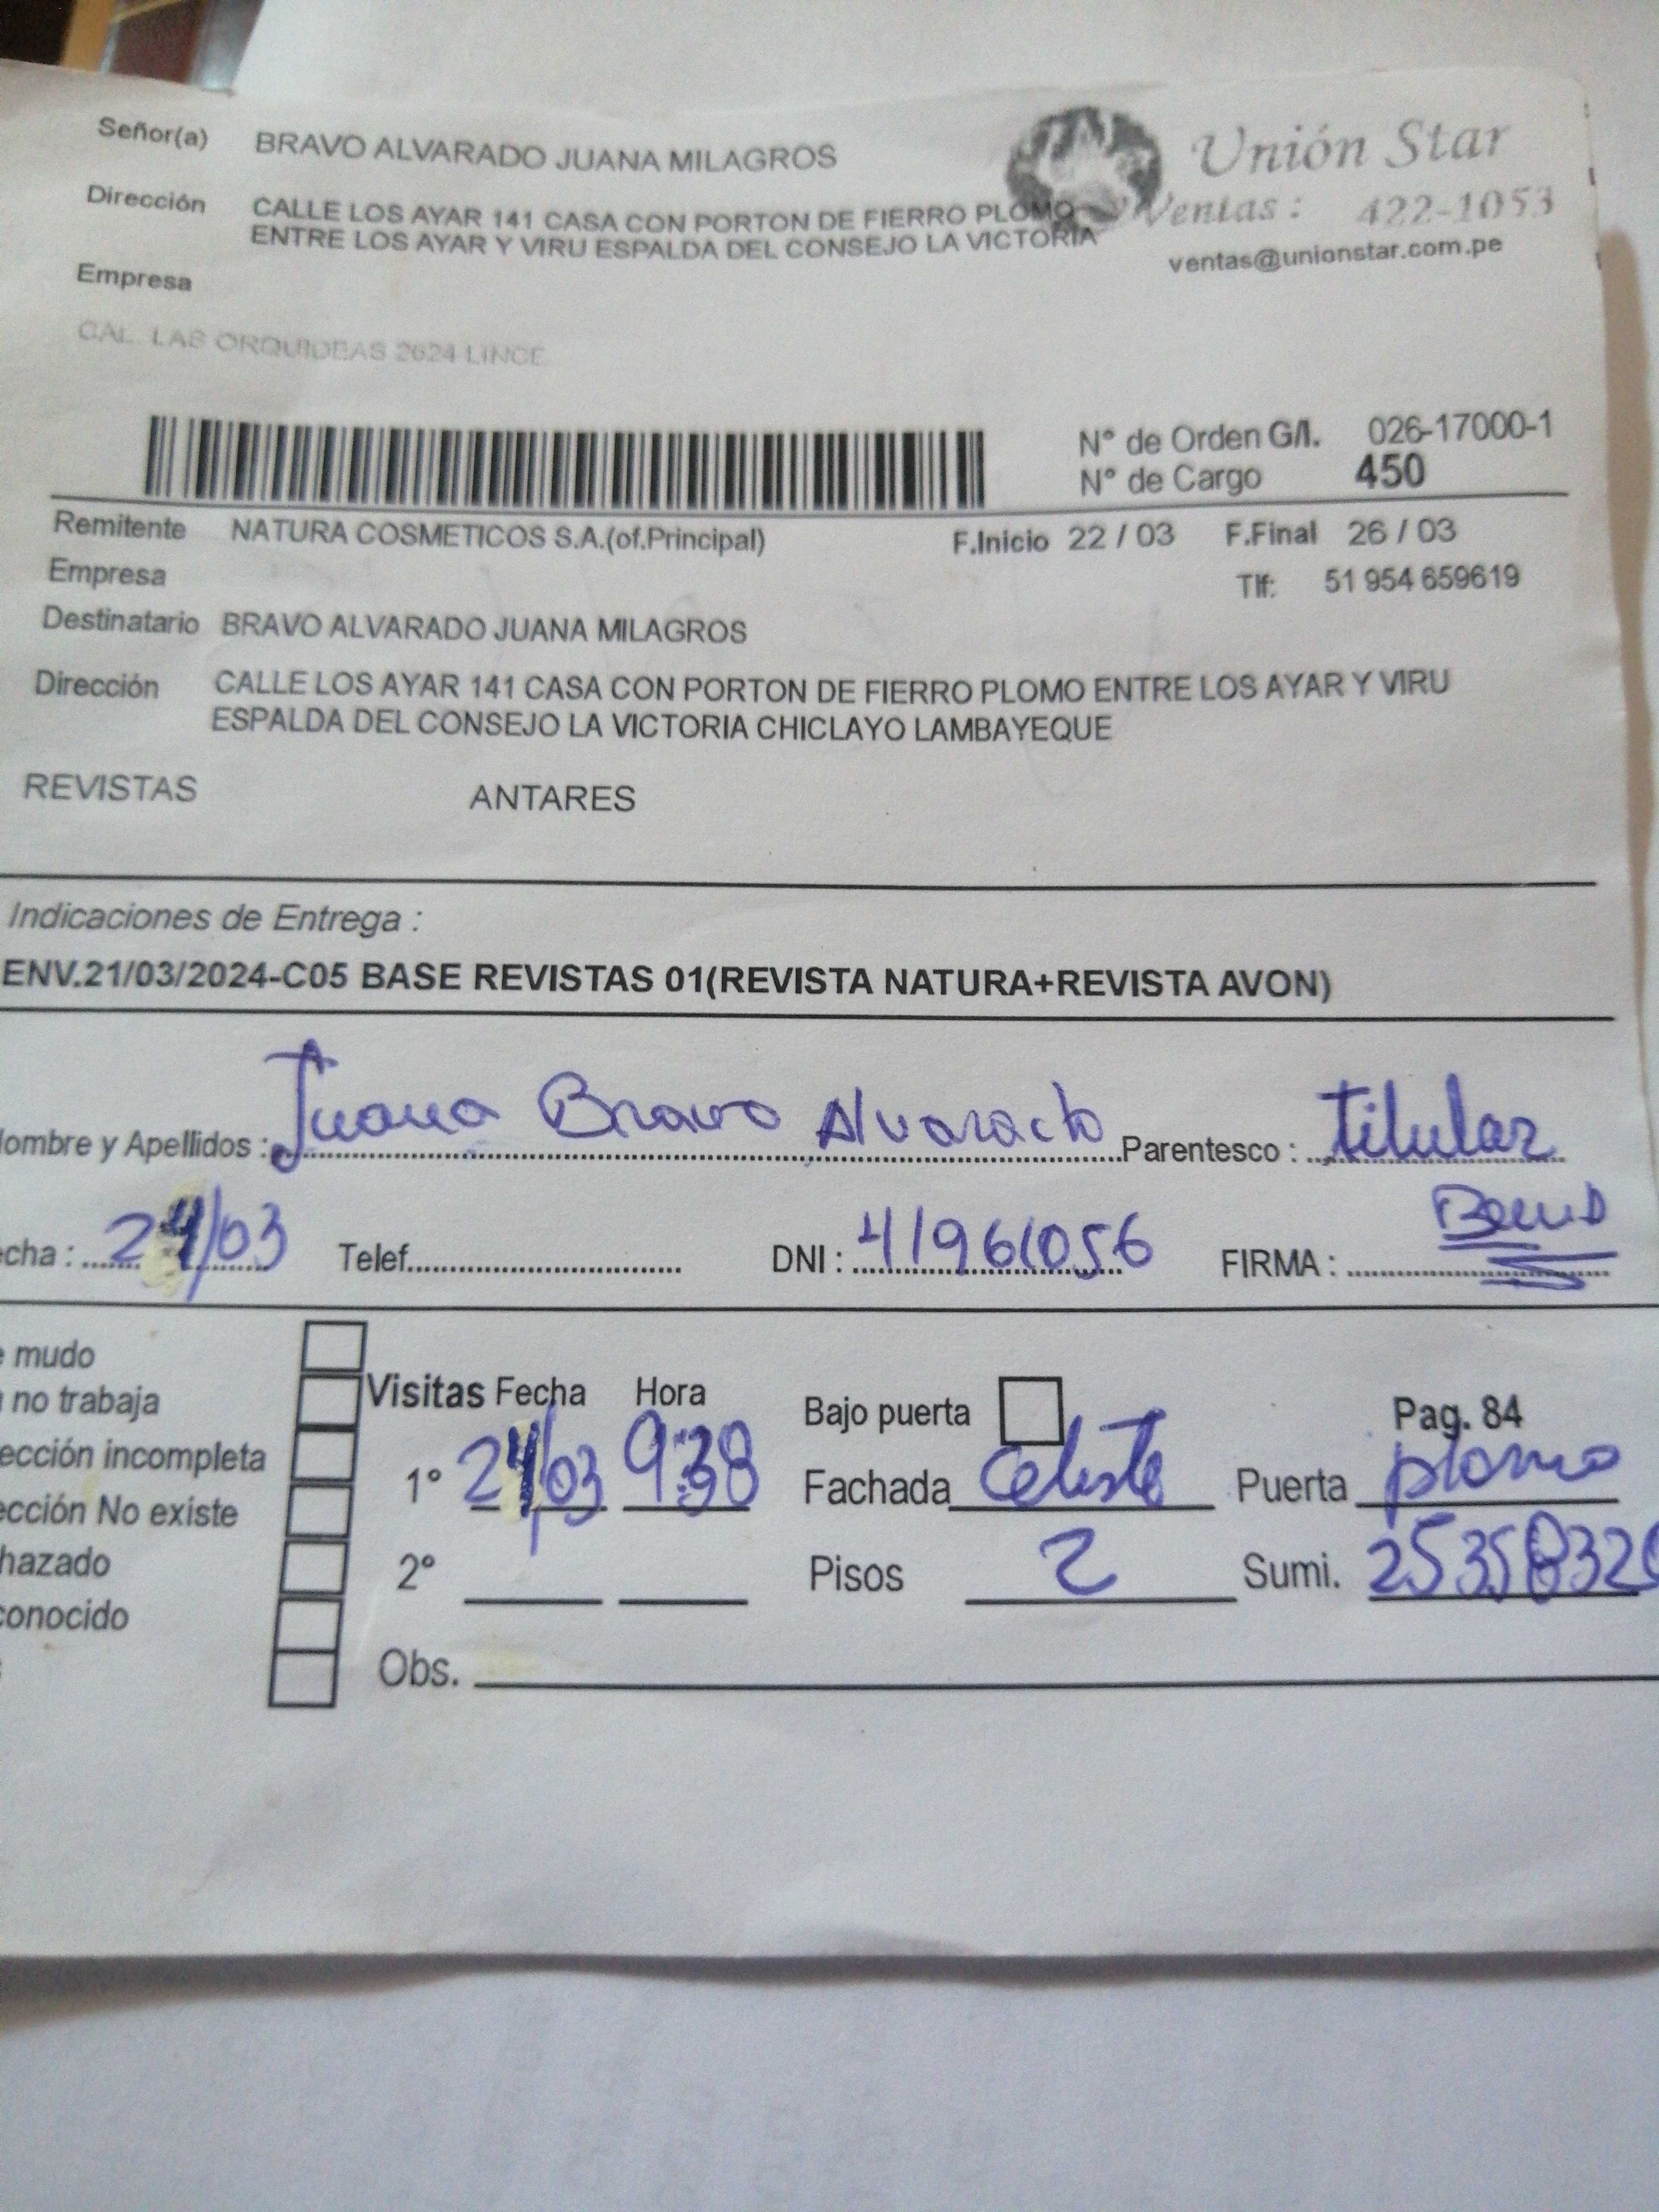 Señor(a) BRAVO ALVARADO JUANA MILAGROS
Unión Star
Dirección CALLE LOS AYAR 141 CASA CON PORTON DE FIERRO PLOMO
ENTRE LOS AYAR Y VIRU ESPALDA DEL CONSEJO LA VICTORIA
Ventas: 422-1053
ventas@unionstar.com.pe
Empresa
CAL. LAS ORQUIDEAS 2624 LINCE
N° de Orden G/I. 026-17000-1
N° de Cargo 450
Remitente NATURA COSMETICOS S.A.(of.Principal) F.Inicio 22 / 03 F.Final 26 / 03
Empresa Tlf: 51 954 659619
Destinatario BRAVO ALVARADO JUANA MILAGROS
Dirección CALLE LOS AYAR 141 CASA CON PORTON DE FIERRO PLOMO ENTRE LOS AYAR Y VIRU
ESPALDA DEL CONSEJO LA VICTORIA CHICLAYO LAMBAYEQUE
REVISTAS ANTARES
Indicaciones de Entrega :
ENV.21/03/2024-C05 BASE REVISTAS 01(REVISTA NATURA+REVISTA AVON)
ombre y Apellidos : Juana Bravo Alvarado Parentesco : titular
cha : 24/03 Telef. DNI : 41961056 FIRMA :
mudo
no trabaja
Visitas Fecha Hora Bajo puerta Pag. 84
ección incompleta
1° 24/03 9:38 Fachada celeste Puerta plomo
ección No existe
hazado
2° Pisos 2 Sumi. 2535832
conocido
Obs.